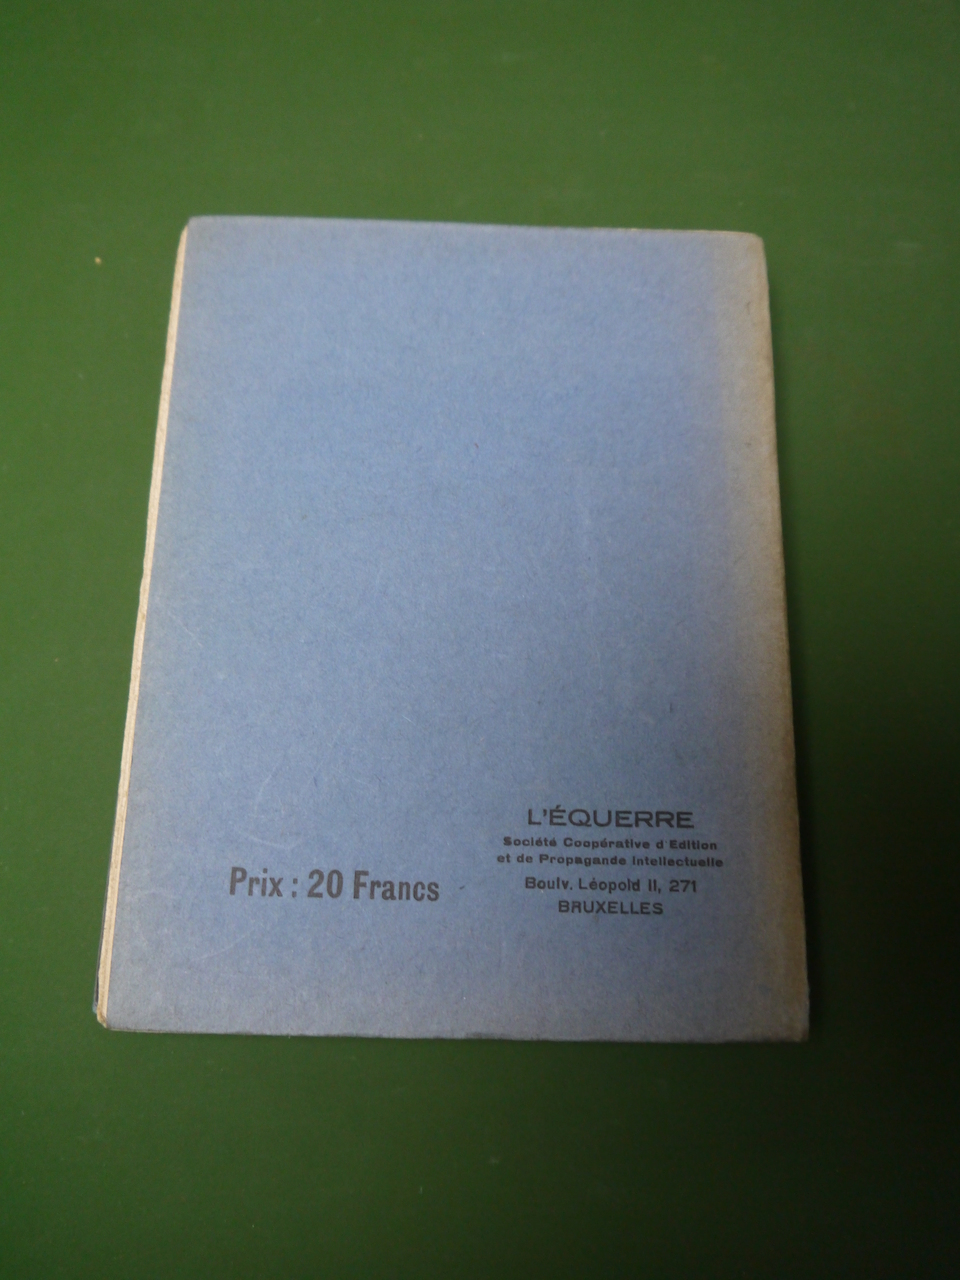 Prix : 20 Francs
L'ÉQUERRE
Société Coopérative d'Edition
et de Propagande Intellectuelle
Boulv. Léopold II, 271
BRUXELLES